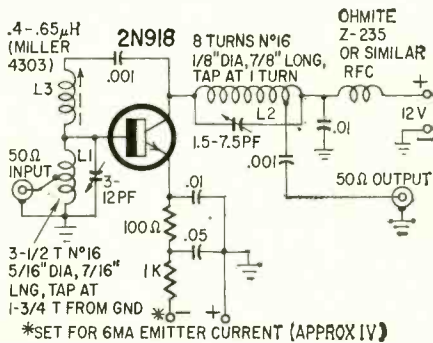 .4-.65µH
(MILLER
4303)
L3
.001
2N918
8 TURNS Nº16
1/8" DIA, 7/8" LONG,
TAP AT 1 TURN
OHMITE
Z-235
OR SIMILAR
RFC
+
12V
−
L2
1.5-7.5PF
.01
.001
50Ω OUTPUT
50Ω
INPUT
L1
3-
12PF
.01
100Ω
.05
1K
3-1/2 T Nº16
5/16" DIA, 7/16"
LNG, TAP AT
1-3/4 T FROM GND
* − +
*SET FOR 6MA EMITTER CURRENT (APPROX 1V)